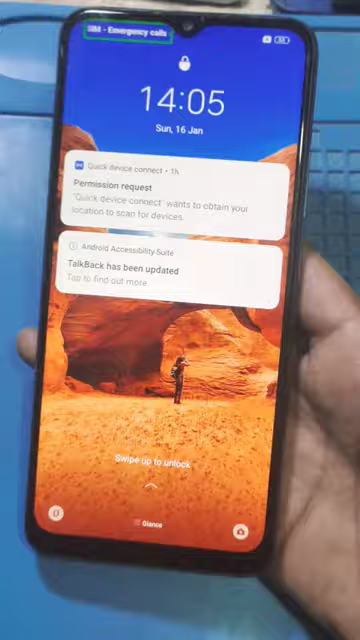 Emergency calls
14:05
Sun, 16 Jan
Quick device connect • 1h
Permission request
"Quick device connect" wants to obtain your
location to scan for devices.
Android Accessibility Suite
TalkBack has been updated
Tap to find out more
Swipe up to unlock
Glance